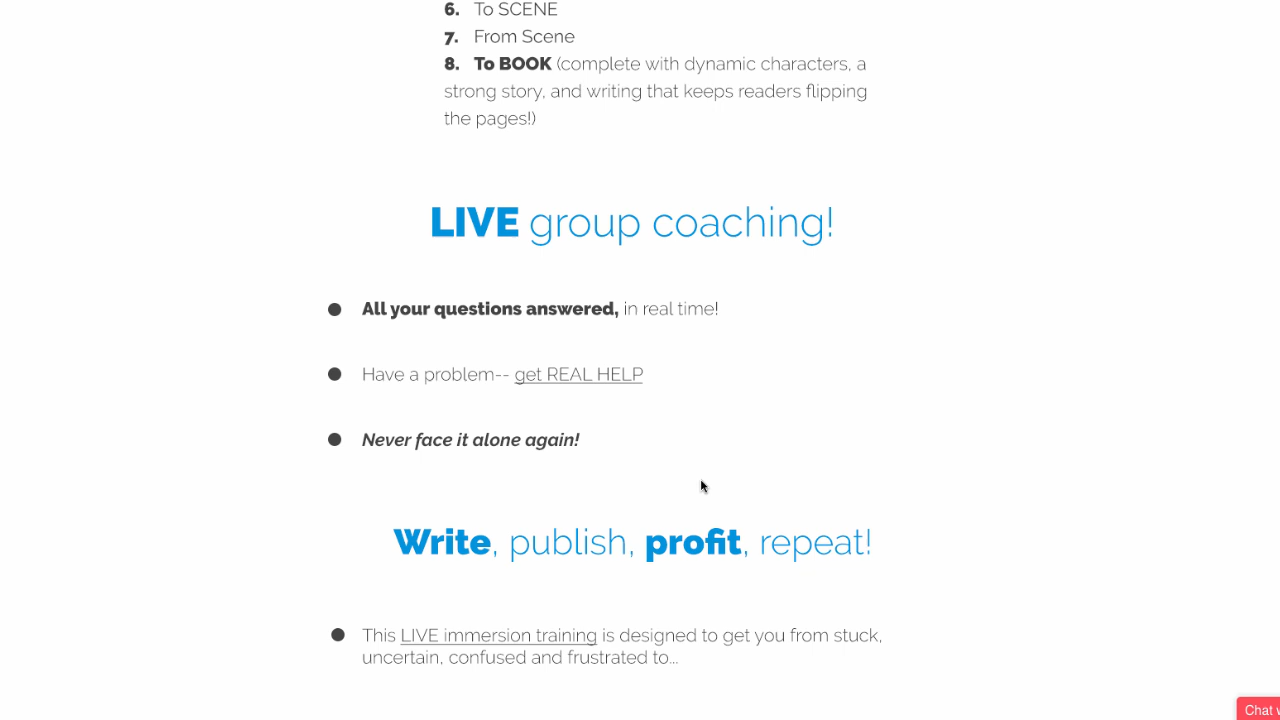 6. To SCENE
7. From Scene
8. To BOOK (complete with dynamic characters, a
strong story, and writing that keeps readers flipping
the pages!)
LIVE group coaching!
● All your questions answered, in real time!
● Have a problem-- get REAL HELP
● Never face it alone again!
Write, publish, profit, repeat!
● This LIVE immersion training is designed to get you from stuck,
uncertain, confused and frustrated to...
Chat